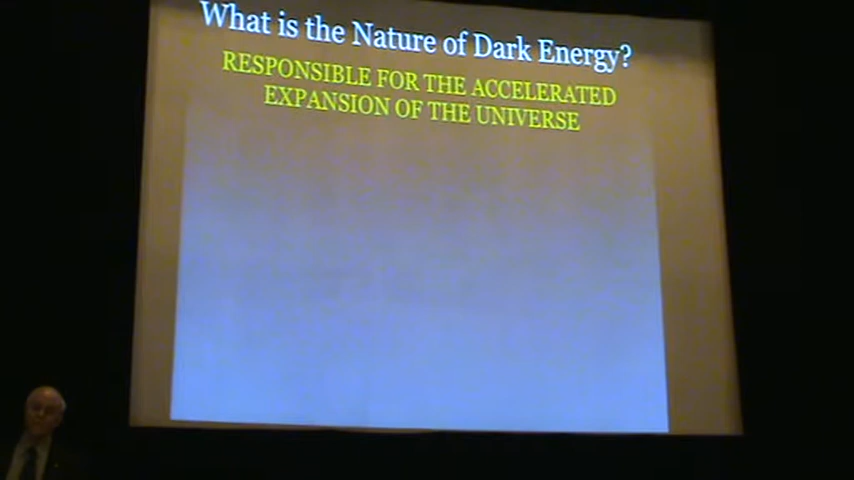 What is the Nature of Dark Energy?
RESPONSIBLE FOR THE ACCELERATED
EXPANSION OF THE UNIVERSE